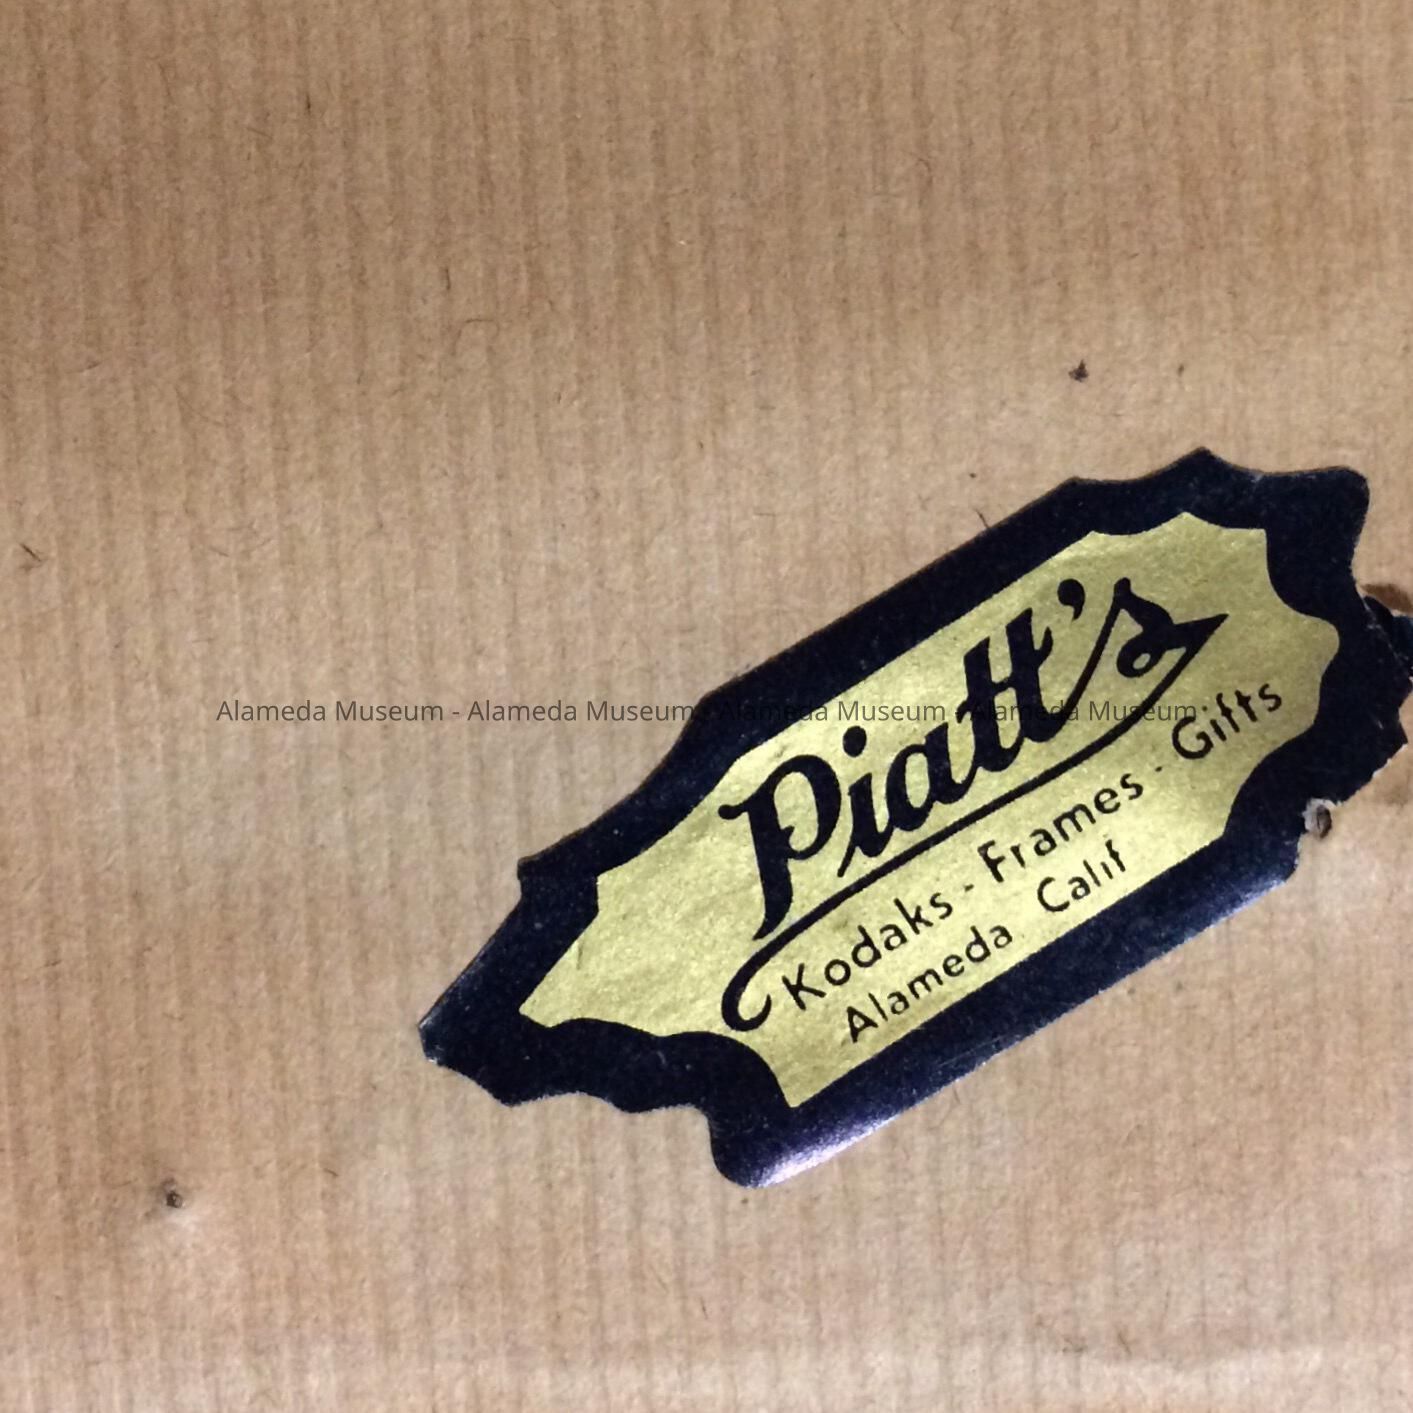 Piatt's
Kodaks - Frames - Gifts
Alameda Calif
Alameda Museum - Alameda Museum - Alameda Museum - Alameda Museum